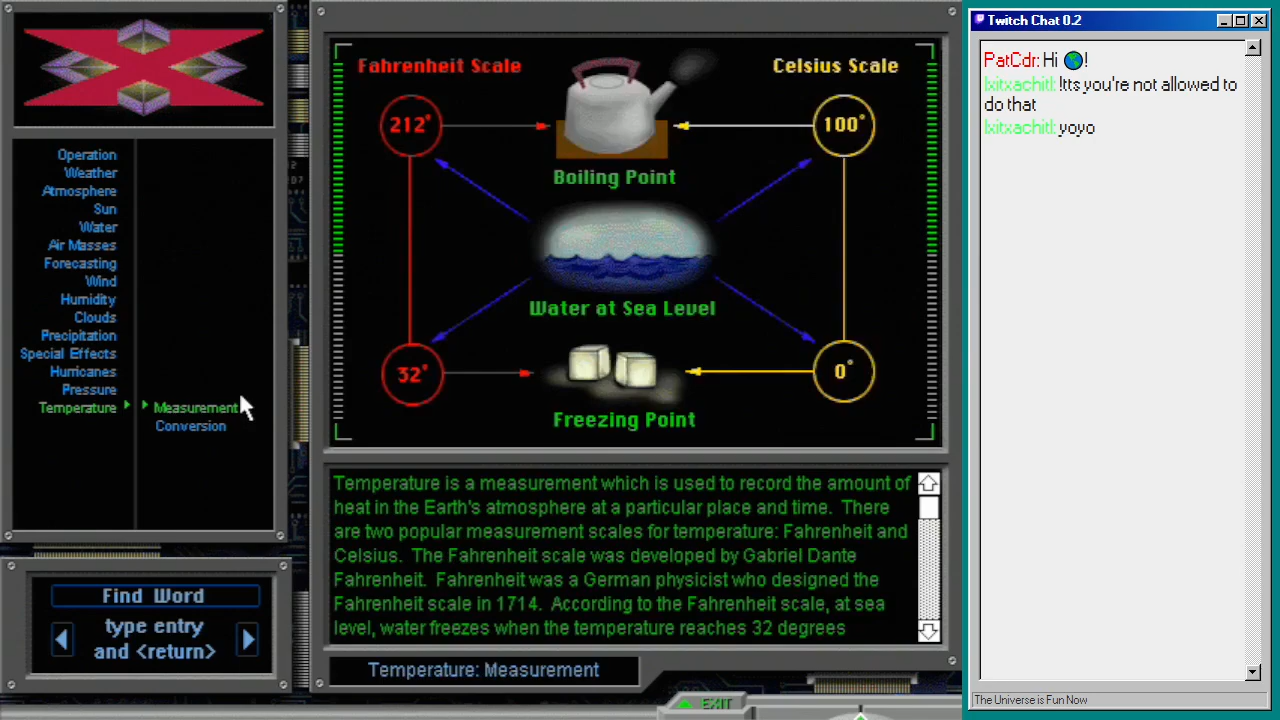 Operation
Weather
Atmosphere
Sun
Water
Air Masses
Forecasting
Wind
Humidity
Clouds
Precipitation
Special Effects
Hurricanes
Pressure
Temperature
Measurement
Conversion
Find Word
type entry
and <return>
Fahrenheit Scale
Celsius Scale
212°
100°
Boiling Point
Water at Sea Level
32°
0°
Freezing Point
Temperature is a measurement which is used to record the amount of
heat in the Earth's atmosphere at a particular place and time. There
are two popular measurement scales for temperature: Fahrenheit and
Celsius. The Fahrenheit scale was developed by Gabriel Dante
Fahrenheit. Fahrenheit was a German physicist who designed the
Fahrenheit scale in 1714. According to the Fahrenheit scale, at sea
level, water freezes when the temperature reaches 32 degrees
Temperature: Measurement
EXIT
Twitch Chat 0.2
PatCdr: Hi 🌎!
Ixitxachitl: !tts you're not allowed to
do that
Ixitxachitl: yoyo
The Universe is Fun Now